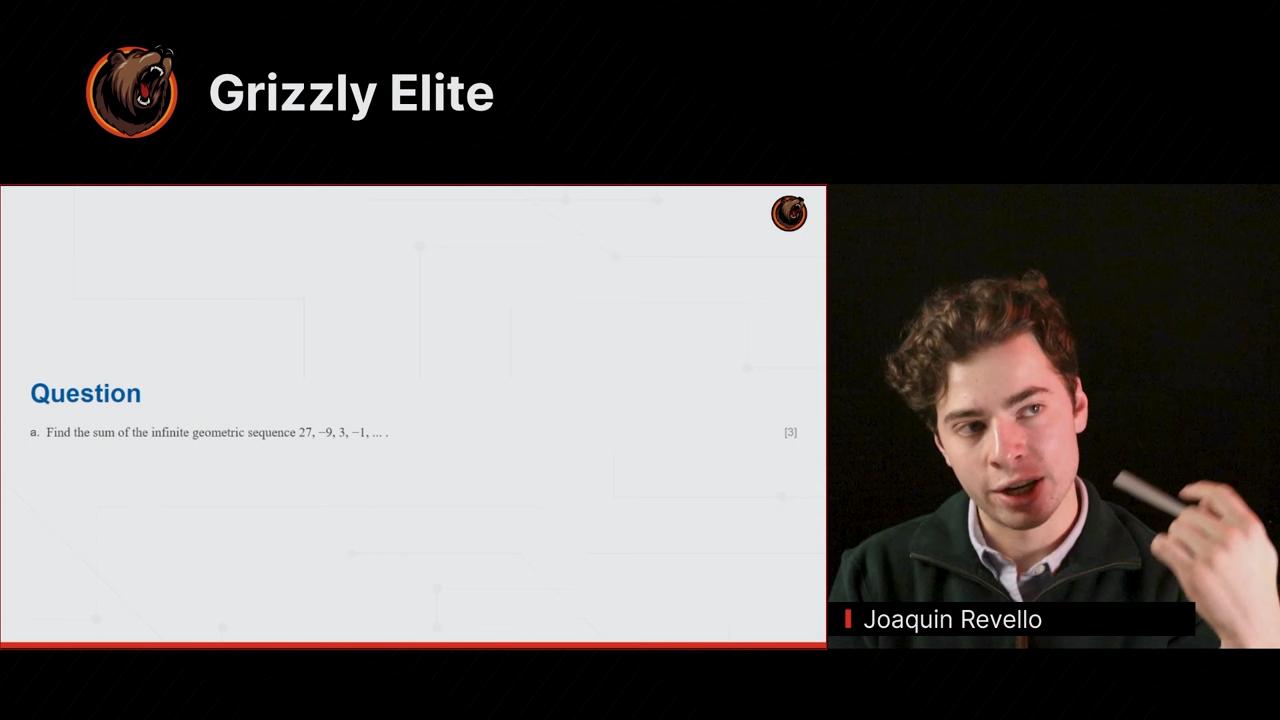 Grizzly Elite
Question
a. Find the sum of the infinite geometric sequence 27, −9, 3, −1, ... . [3]
Joaquin Revello